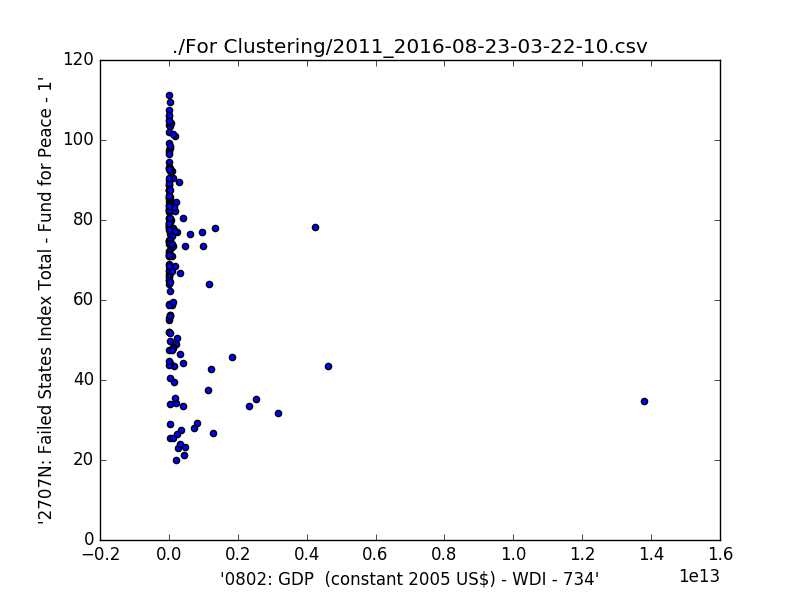 ./For Clustering/2011_2016-08-23-03-22-10.csv
120
100
80
60
40
20
0
'2707N: Failed States Index Total - Fund for Peace - 1'
−0.2 0.0 0.2 0.4 0.6 0.8 1.0 1.2 1.4 1.6
1e13
'0802: GDP  (constant 2005 US$) - WDI - 734'